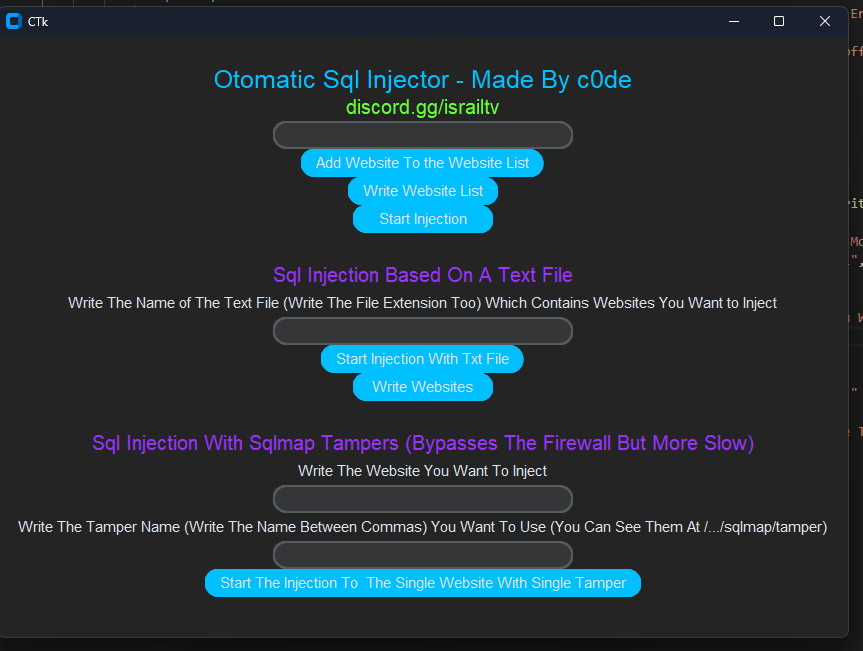 CTk
Otomatic Sql Injector - Made By c0de
discord.gg/israiltv
Add Website To the Website List
Write Website List
Start Injection
Sql Injection Based On A Text File
Write The Name of The Text File (Write The File Extension Too) Which Contains Websites You Want to Inject
Start Injection With Txt File
Write Websites
Sql Injection With Sqlmap Tampers (Bypasses The Firewall But More Slow)
Write The Website You Want To Inject
Write The Tamper Name (Write The Name Between Commas) You Want To Use (You Can See Them At /.../sqlmap/tamper)
Start The Injection To  The Single Website With Single Tamper